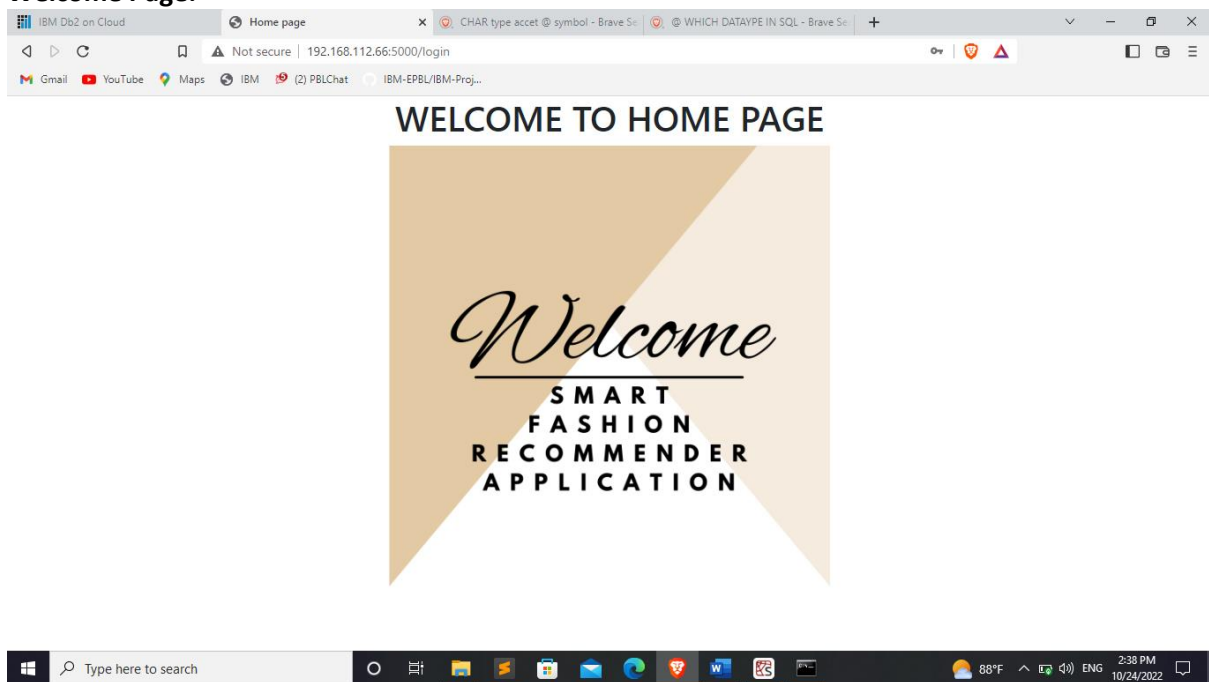 Welcome Page:
IBM Db2 on Cloud
Home page
CHAR type accet @ symbol - Brave Se
@ WHICH DATAYPE IN SQL - Brave Se
Not secure | 192.168.112.66:5000/login
Gmail YouTube Maps IBM (2) PBLChat IBM-EPBL/IBM-Proj...
WELCOME TO HOME PAGE
Welcome
SMART
FASHION
RECOMMENDER
APPLICATION
Type here to search
88°F ENG 2:38 PM
10/24/2022